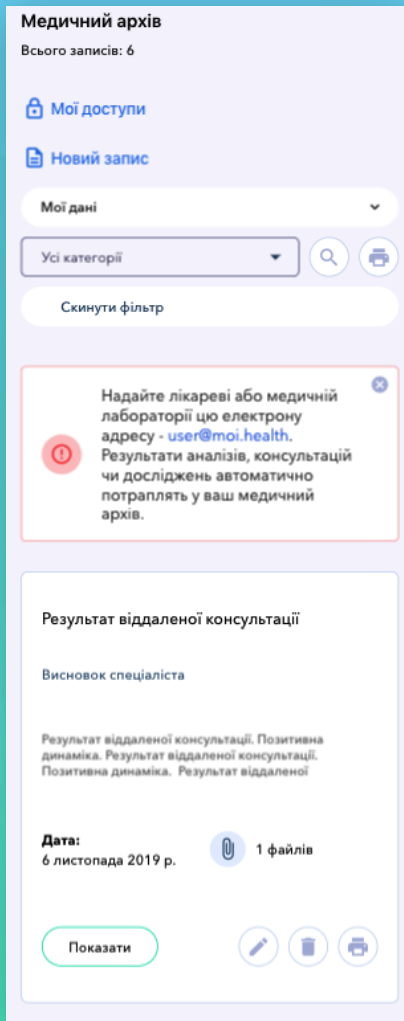 Медичний архів
Всього записів: 6
Мої доступи
Новий запис
Мої дані
Усі категорії
Скинути фільтр
Надайте лікареві або медичній
лабораторії цю електрону
адресу - user@moi.health.
Результати аналізів, консультацій
чи досліджень автоматично
потраплять у ваш медичний
архів.
Результат віддаленої консультації
Висновок спеціаліста
Результат віддаленої консультації. Позитивна
динаміка. Результат віддаленої консультації.
Позитивна динаміка. Результат віддаленої
Дата:
6 листопада 2019 р.
1 файлів
Показати